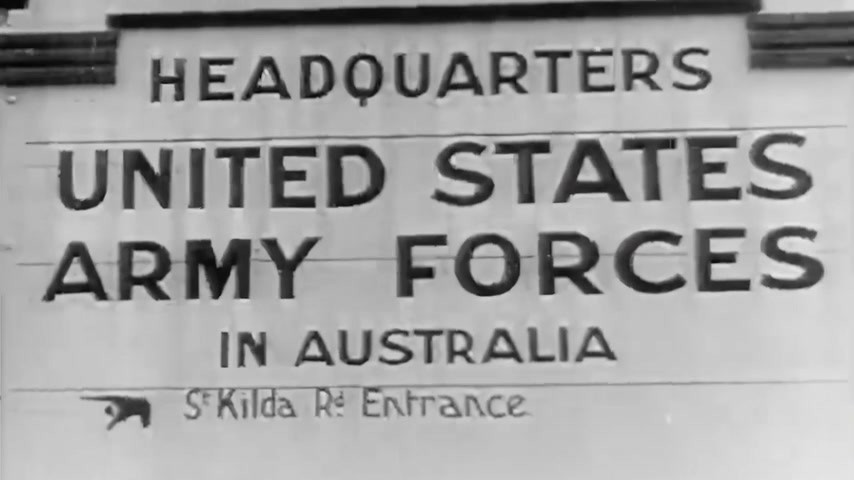 HEADQUARTERS
UNITED STATES
ARMY FORCES
IN AUSTRALIA
St Kilda Rd Entrance